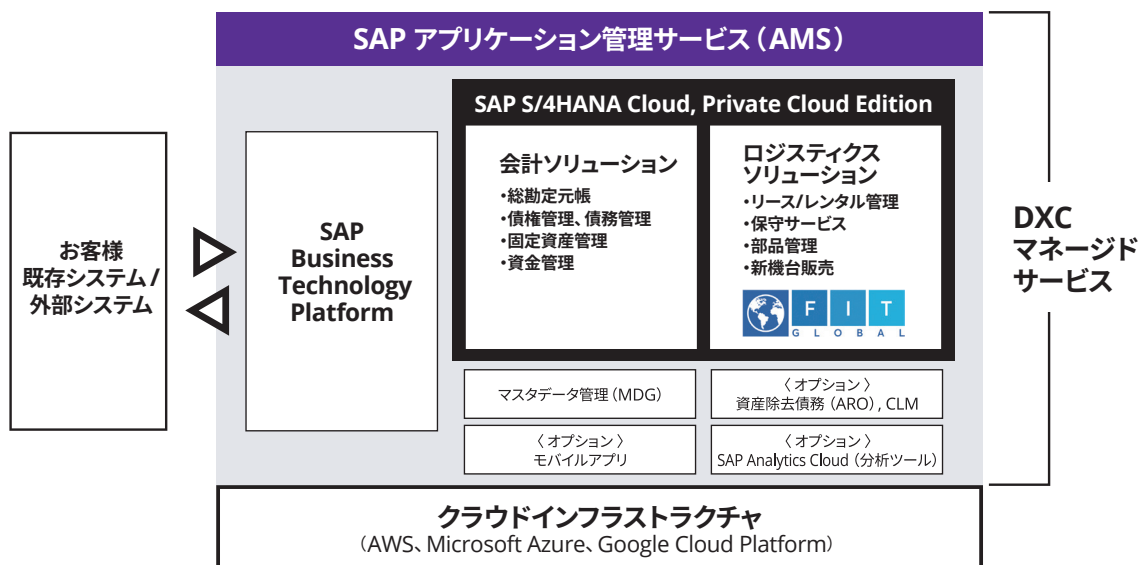 SAP アプリケーション管理サービス（AMS）
お客様
既存システム /
外部システム
SAP
Business
Technology
Platform
SAP S/4HANA Cloud, Private Cloud Edition
会計ソリューション
・総勘定元帳
・債権管理、債務管理
・固定資産管理
・資金管理
ロジスティクス
ソリューション
・リース/レンタル管理
・保守サービス
・部品管理
・新機台販売
F I T
G L O B A L
マスタデータ管理（MDG）
〈オプション〉
資産除去債務（ARO）, CLM
〈オプション〉
モバイルアプリ
〈オプション〉
SAP Analytics Cloud（分析ツール）
DXC
マネージド
サービス
クラウドインフラストラクチャ
（AWS、Microsoft Azure、Google Cloud Platform）